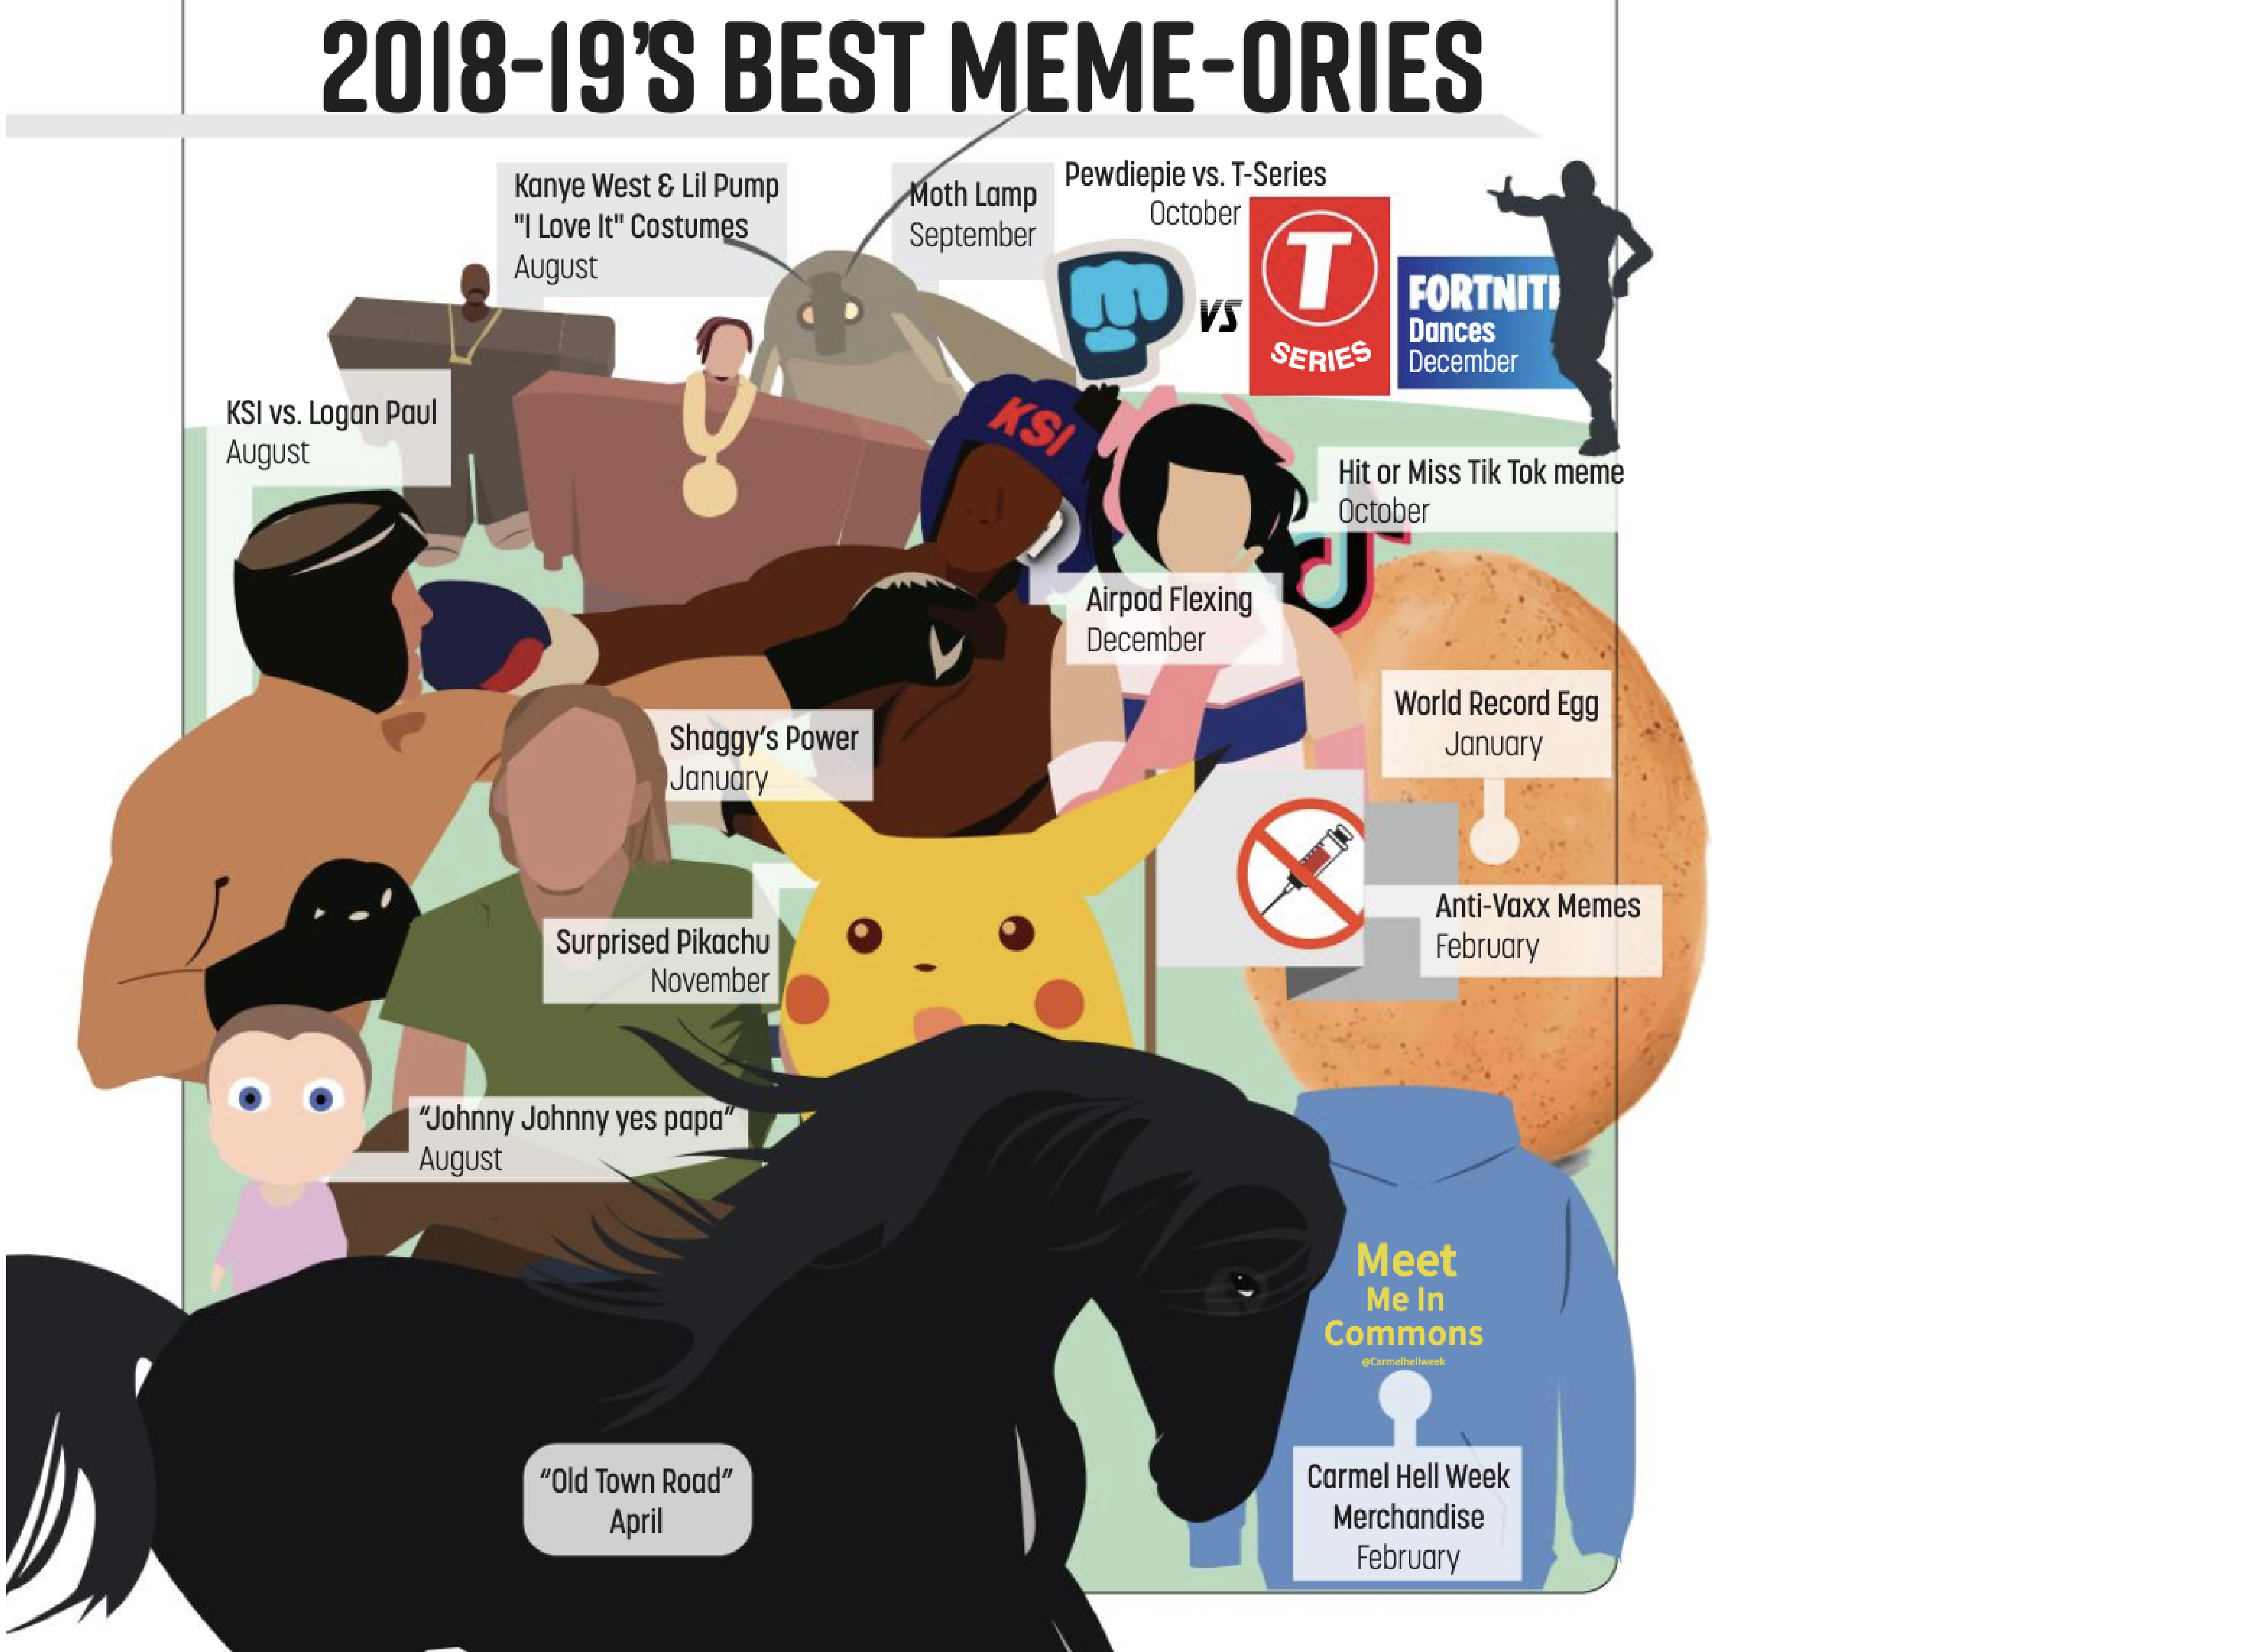 2018-19'S BEST MEME-ORIES
Kanye West & Lil Pump
"I Love It" Costumes
August
Moth Lamp
September
Pewdiepie vs. T-Series
October
VS
T
SERIES
FORTNIT
Dances
December
KSI vs. Logan Paul
August
KSI
Hit or Miss Tik Tok meme
October
Airpod Flexing
December
World Record Egg
January
Shaggy's Power
January
Anti-Vaxx Memes
February
Surprised Pikachu
November
“Johnny Johnny yes papa”
August
Meet
Me In
Commons
@Carmelhellweek
“Old Town Road”
April
Carmel Hell Week
Merchandise
February